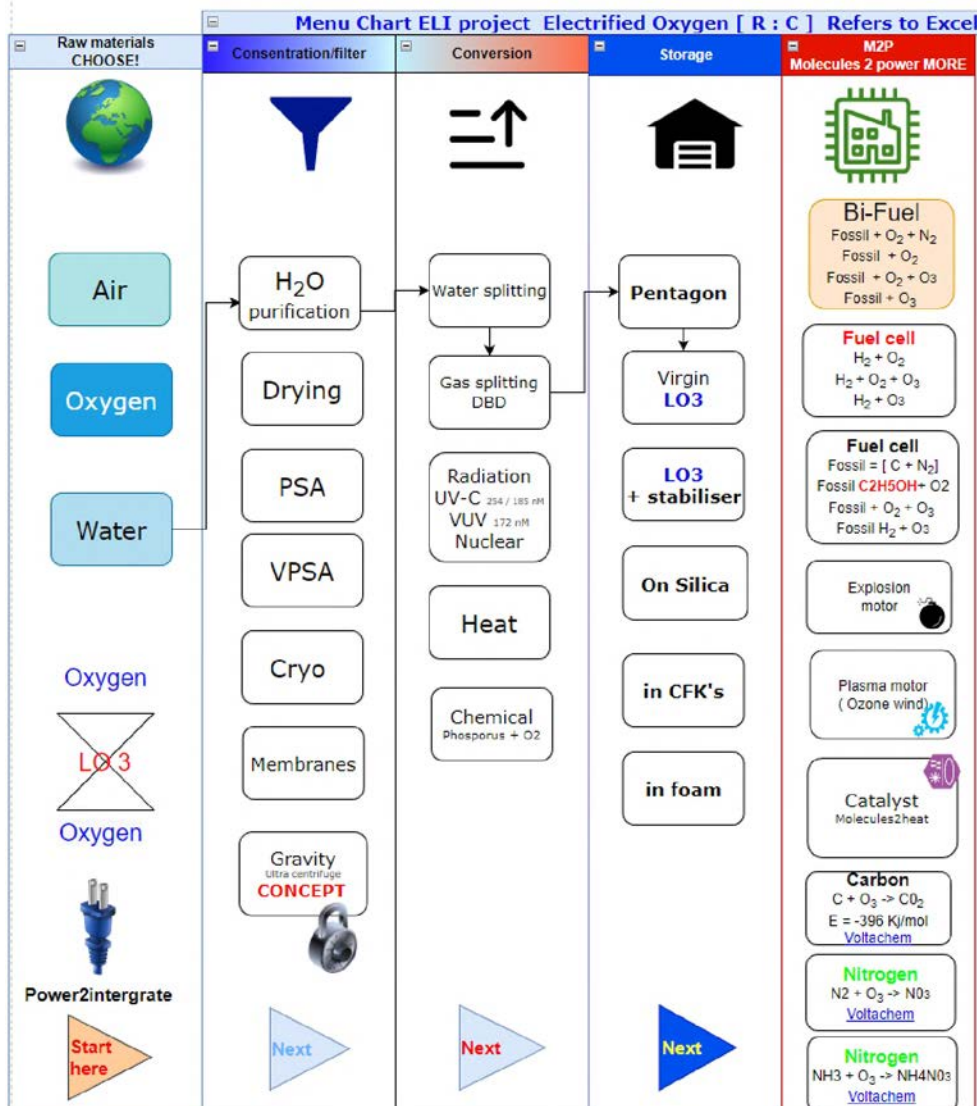 Menu Chart ELI project Electrified Oxygen [ R : C ] Refers to Excel
Raw materials
CHOOSE!
Air
Oxygen
Water
Oxygen
LO 3
Oxygen
Power2intergrate
Start
here
Consentration/filter
H₂O
purification
Drying
PSA
VPSA
Cryo
Membranes
Gravity
Ultra centrifuge
CONCEPT
Next
Conversion
Water splitting
Gas splitting
DBD
Radiation
UV-C 254 / 185 nM
VUV 172 nM
Nuclear
Heat
Chemical
Phosporus + O2
Next
Storage
Pentagon
Virgin
LO3
LO3
+ stabiliser
On Silica
in CFK's
in foam
Next
M2P
Molecules 2 power MORE
Bi-Fuel
Fossil + O₂ + N₂
Fossil + O₂
Fossil + O₂ + O₃
Fossil + O₃
Fuel cell
H₂ + O₂
H₂ + O₂ + O₃
H₂ + O₃
Fuel cell
Fossil = [ C + N₂]
Fossil C2H5OH+ O2
Fossil + O₂ + O₃
Fossil H₂ + O₃
Explosion
motor
Plasma motor
( Ozone wind)
Catalyst
Molecules2heat
Carbon
C + O₃ -> C0₂
E = -396 Kj/mol
Voltachem
Nitrogen
N2 + O₃ -> N0₃
Voltachem
Nitrogen
NH3 + O₃ -> NH4N0₃
Voltachem